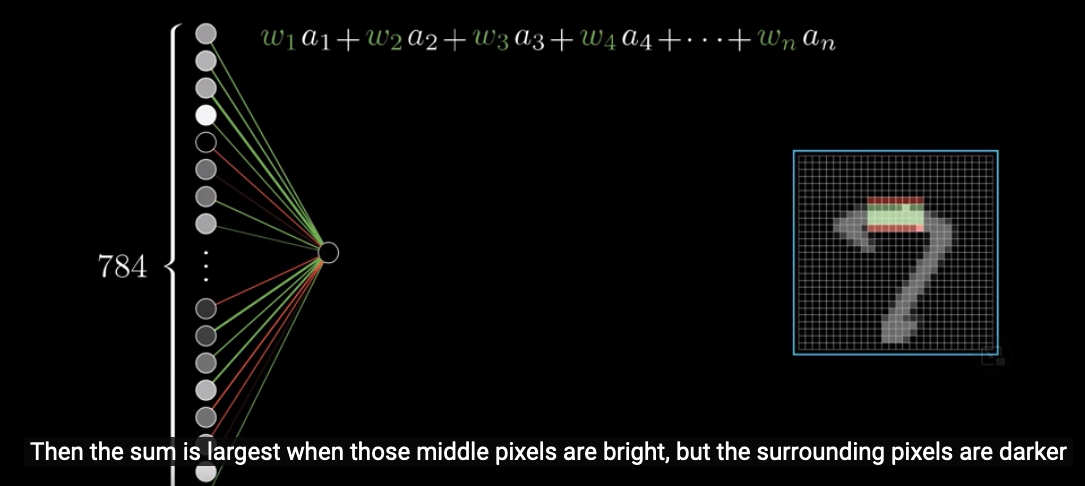 w₁a₁+w₂a₂+w₃a₃+w₄a₄+⋯+wₙaₙ
784
Then the sum is largest when those middle pixels are bright, but the surrounding pixels are darker